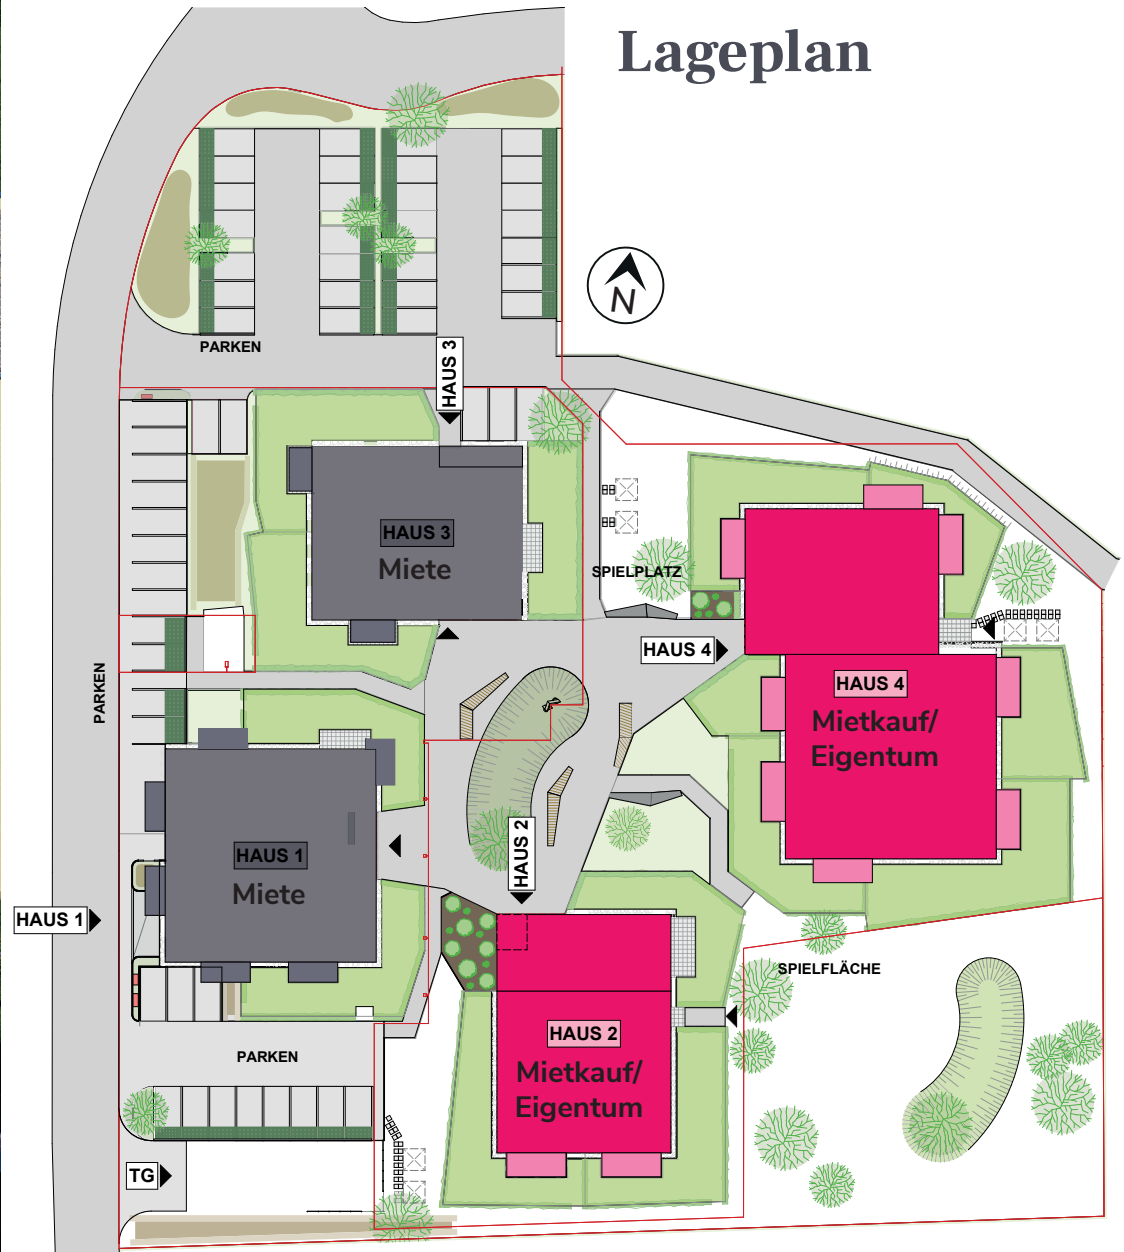 Lageplan
N
PARKEN
HAUS 3
HAUS 3
Miete
SPIELPLATZ
HAUS 4
HAUS 4
Mietkauf/
Eigentum
PARKEN
HAUS 1
Miete
HAUS 2
HAUS 1
SPIELFLÄCHE
HAUS 2
Mietkauf/
Eigentum
PARKEN
TG